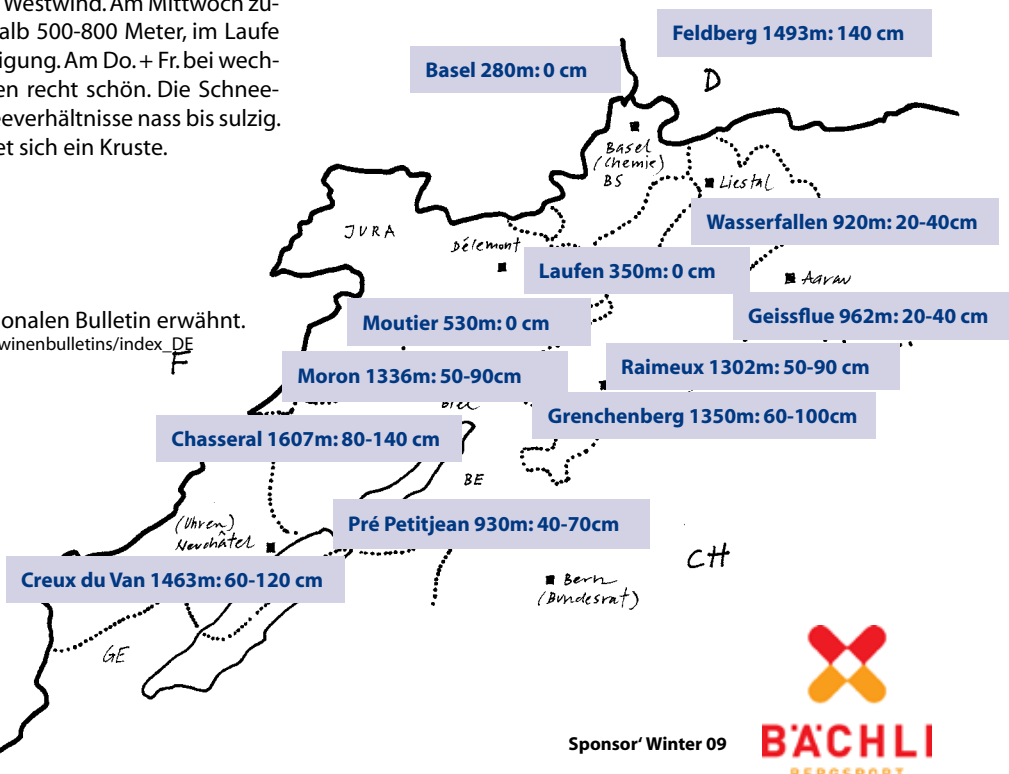 Westwind. Am Mittwoch zu-
alb 500-800 Meter, im Laufe
igung. Am Do. + Fr. bei wech-
en recht schön. Die Schnee-
eeverhältnisse nass bis sulzig.
et sich ein Kruste.
Feldberg 1493m: 140 cm
Basel 280m: 0 cm
D
Basel
(Chemie)
BS
Liestal
Wasserfallen 920m: 20-40cm
JURA
Délemont
Laufen 350m: 0 cm
Aarau
onalen Bulletin erwähnt.
winenbulletins/index_DE
F
Moutier 530m: 0 cm
Geissflue 962m: 20-40 cm
Moron 1336m: 50-90cm
Raimeux 1302m: 50-90 cm
Biel
Grenchenberg 1350m: 60-100cm
Chasseral 1607m: 80-140 cm
BE
Pré Petitjean 930m: 40-70cm
(Uhren)
Neuchâtel
CH
Creux du Van 1463m: 60-120 cm
Bern
(Bundesrat)
GE
Sponsor‘ Winter 09
BÄCHLI
BERGSPORT